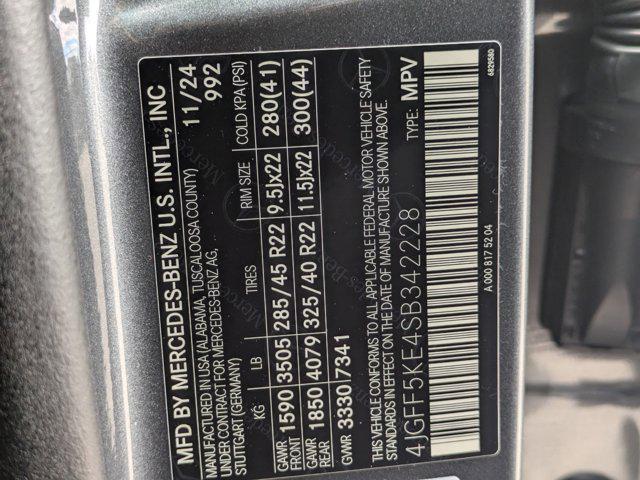 MFD BY MERCEDES-BENZ U.S. INTL., INC
MANUFACTURED IN USA (ALABAMA, TUSCALOOSA COUNTY) 11/24
UNDER CONTRACT FOR MERCEDES-BENZ AG, 992
STUTTGART (GERMANY)
KG LB TIRES RIM SIZE COLD KPA (PSI)
GAWR FRONT 1590 3505 285/45 R22 9.5Jx22 280(41)
GAWR REAR 1850 4079 325/40 R22 11.5Jx22 300(44)
GWR 3330 7341
CONFORMS TO ALL APPLICABLE FEDERAL MOTOR VEHICLE SAFETY
STANDARDS IN EFFECT ON THE DATE OF MANUFACTURE SHOWN ABOVE.
4JGFF5KE4SB342228 TYPE: MPV
A 000 817 52 04
6829580